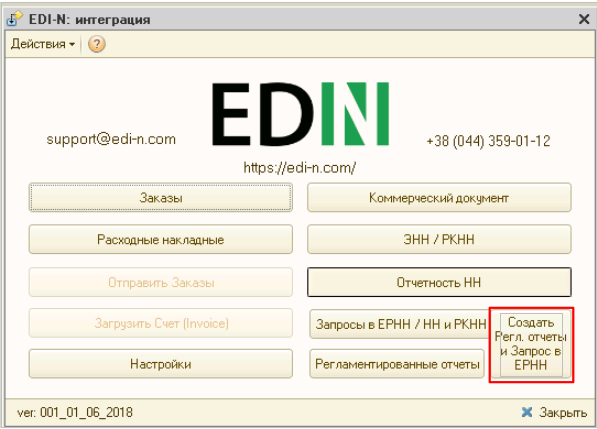 EDI-N: интеграция
Действия
EDIN
support@edi-n.com
+38 (044) 359-01-12
https://edi-n.com/
Заказы
Коммерческий документ
Расходные накладные
ЭНН / РКНН
Отправить Заказы
Отчетность НН
Загрузить Счет (Invoice)
Запросы в ЕРНН / НН и РКНН
Создать
Регл. отчеты
и Запрос в
ЕРНН
Настройки
Регламентированные отчеты
ver: 001_01_06_2018
Закрыть